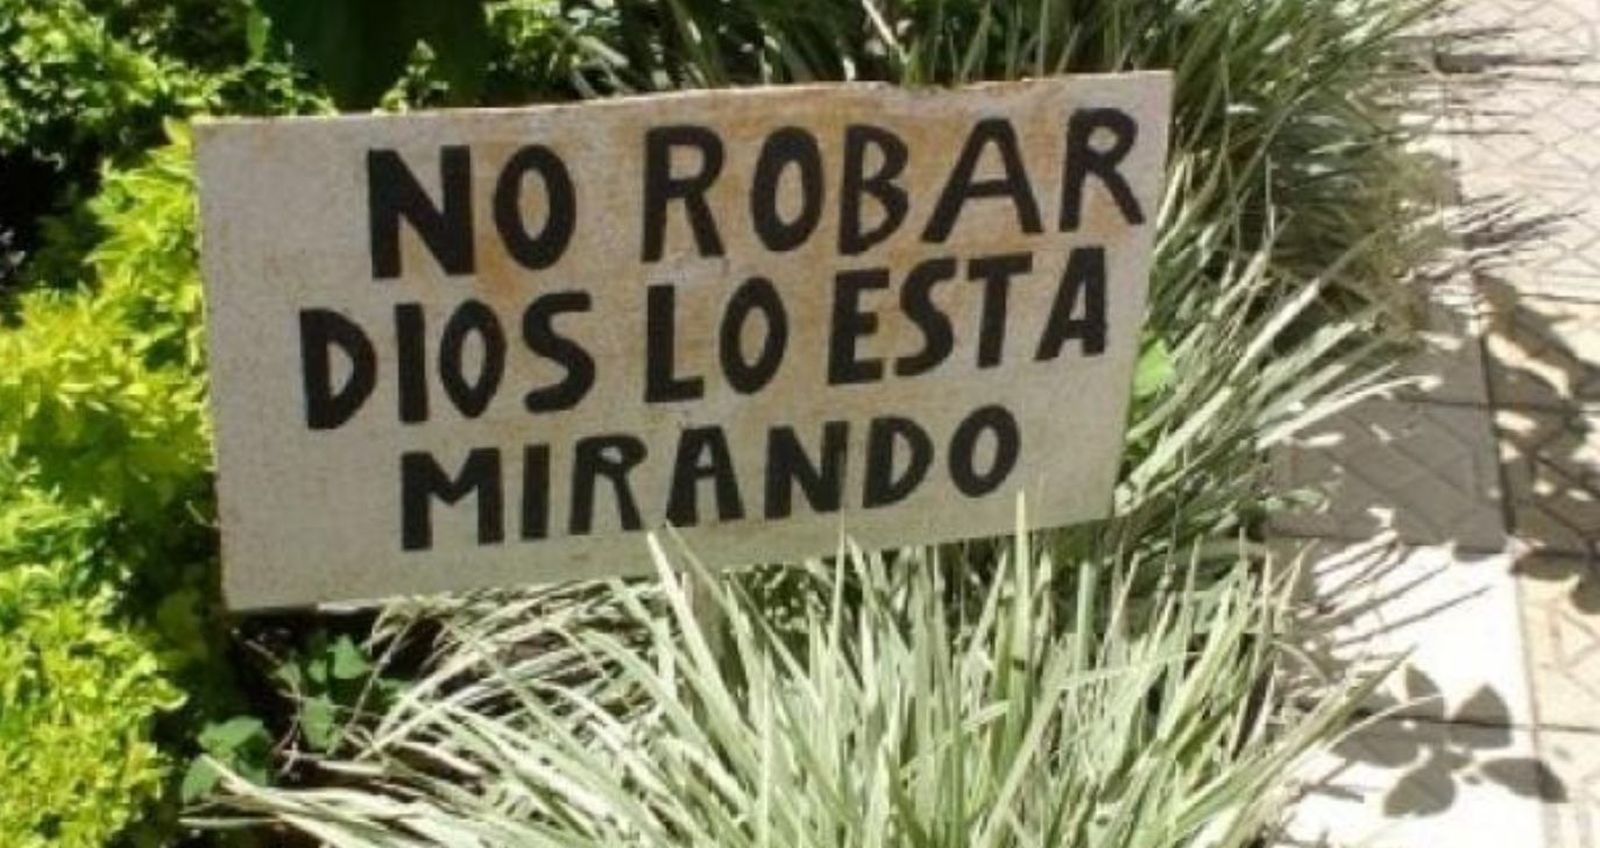 NO ROBAR
DIOS LO ESTA
MIRANDO